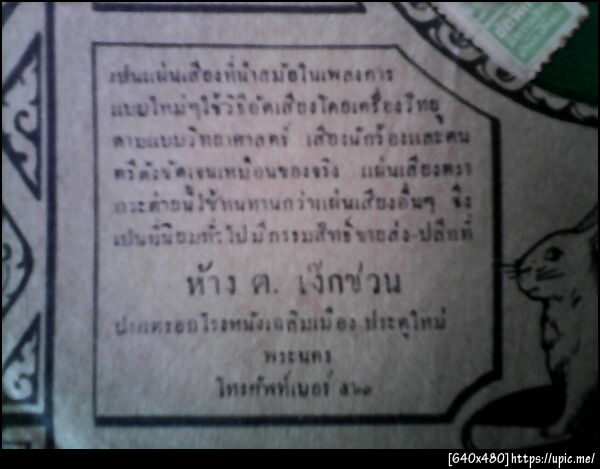 เปนแผ่นเสียงที่นำสมัยในเพลงการ
แบบใหม่ๆใช้วิธีอัดเสียงโดยเครื่องวิทยุ
ตามแบบวิทยาศาสตร์ เสียงนักร้องและดน
ตรีดังชัดเจนเหมือนของจริง แผ่นเสียงตรา
กระต่ายนี้ใช้ทนทานกว่าแผ่นเสียงอื่นๆ จึง
เปนที่นิยมทั่วไปมีกรรมสิทธิ์ขายส่ง-ปลีกที่
ห้าง ต. เง๊กชวน
ปากตรอกโรงหนังเฉลิมเมือง ประตูใหม่
พระนคร
โทรศัพท์เบอร์ ๕๖๑
[640x480]https://upic.me/